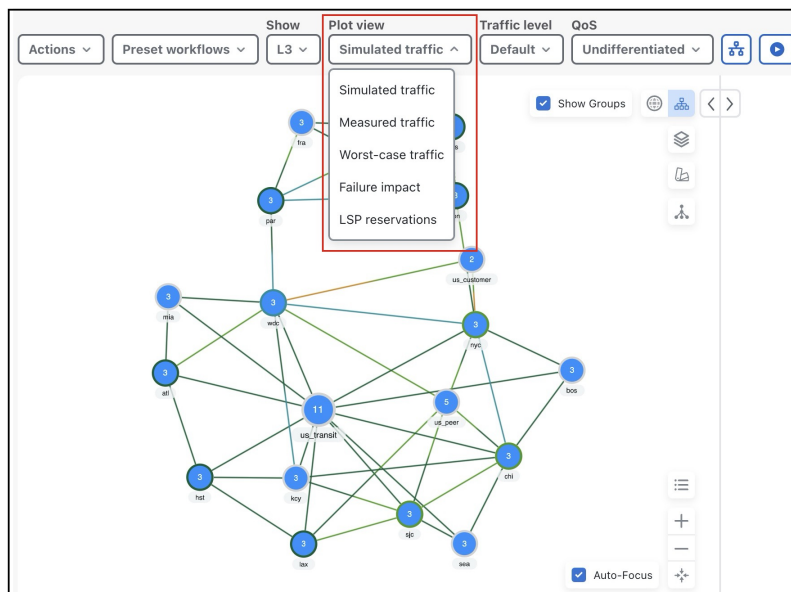 Show
Plot view
Traffic level
QoS
Actions
Preset workflows
L3
Simulated traffic
Default
Undifferentiated
Simulated traffic
Measured traffic
Worst-case traffic
Failure impact
LSP reservations
Show Groups
3
fra
s
3
par
3
n
2
us_customer
3
mia
3
wdc
3
nyc
3
atl
11
us_transit
5
us_peer
3
bos
3
chi
3
hst
3
kcy
3
sjc
3
lax
3
sea
Auto-Focus